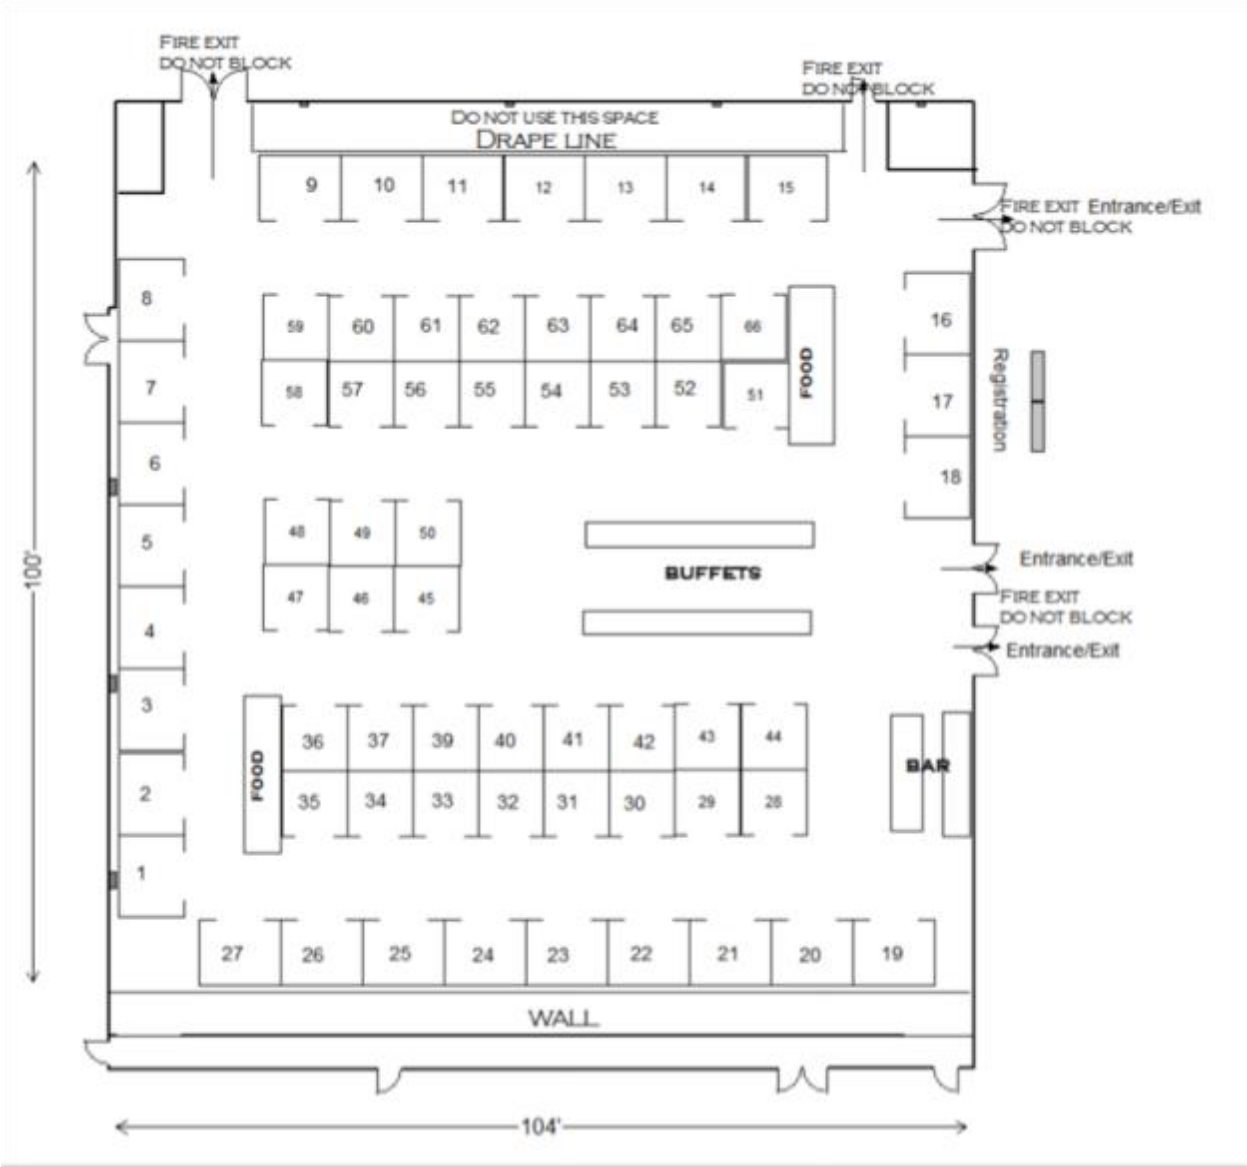 FIRE EXIT
DO NOT BLOCK
FIRE EXIT
DO NOT BLOCK
DO NOT USE THIS SPACE
DRAPE LINE
9 10 11 12 13 14 15
FIRE EXIT Entrance/Exit
DO NOT BLOCK
8
7
6
5
4
3
2
1
59 60 61 62 63 64 65 66
58 57 56 55 54 53 52 51
FOOD
16
17
18
Registration
48 49 50
47 46 45
BUFFETS
Entrance/Exit
FIRE EXIT
DO NOT BLOCK
Entrance/Exit
100'
FOOD
36 37 39 40 41 42 43 44
35 34 33 32 31 30 29 28
BAR
27 26 25 24 23 22 21 20 19
WALL
104'